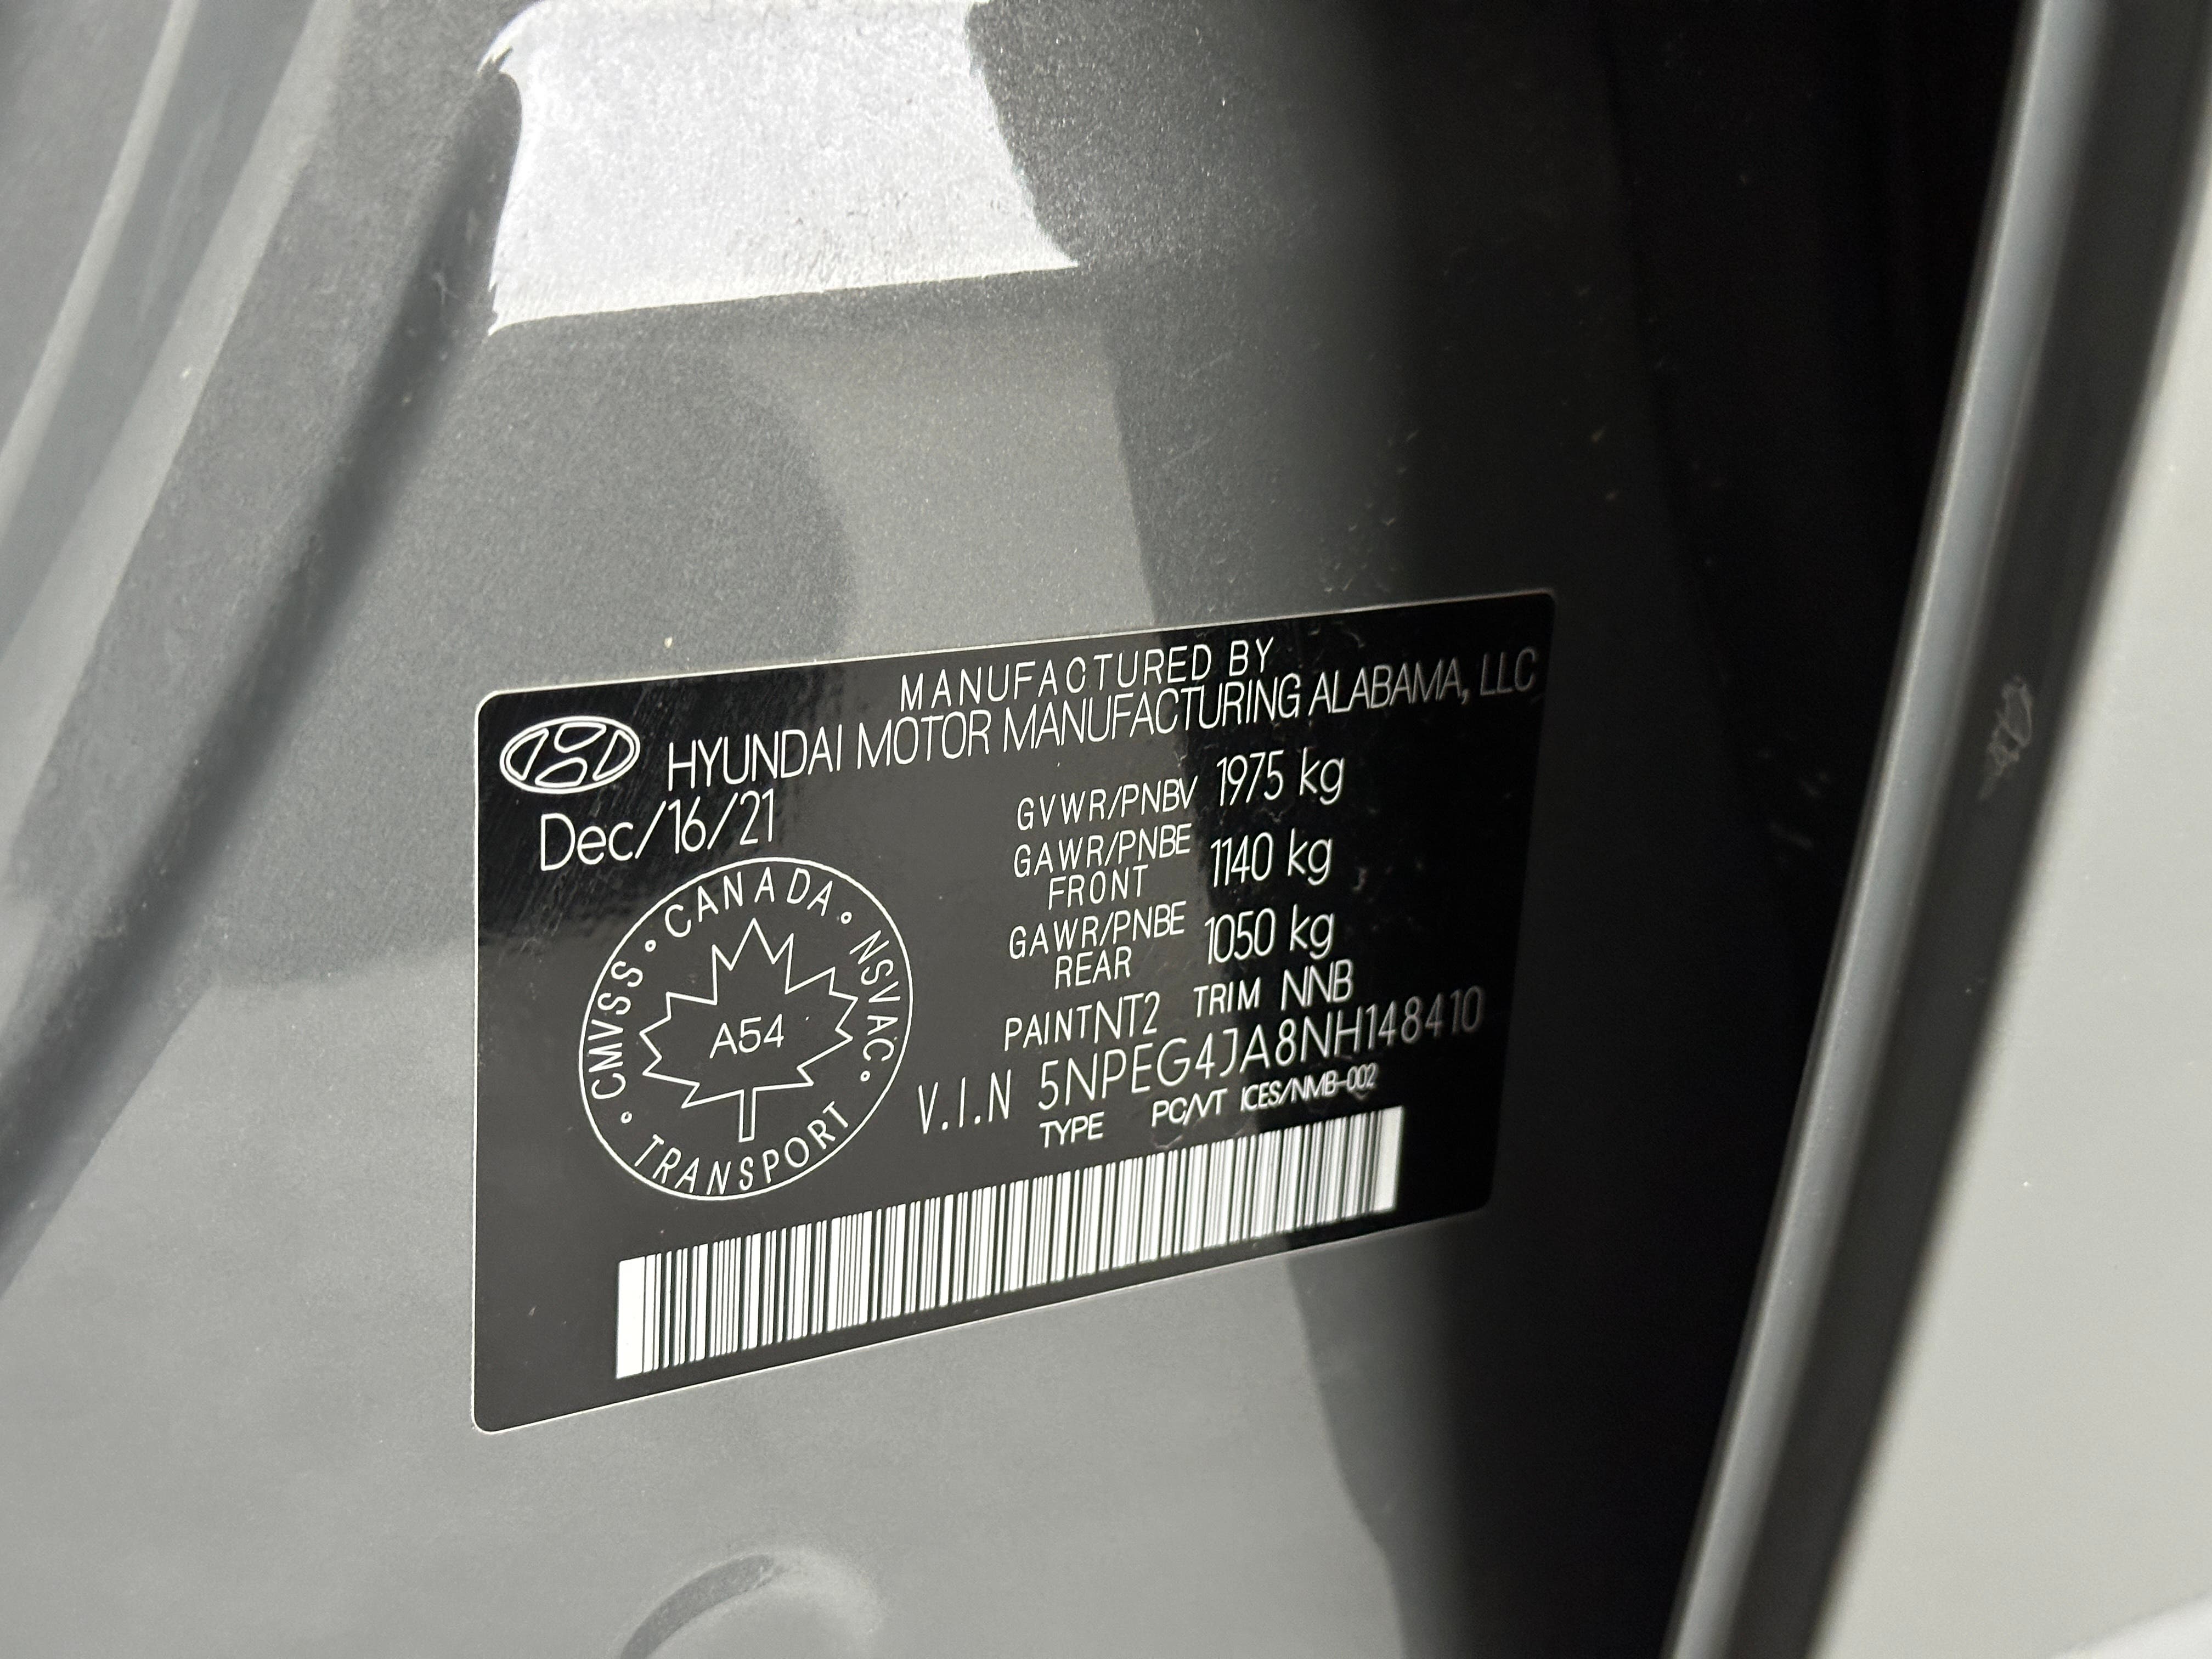 MANUFACTURED BY
HYUNDAI MOTOR MANUFACTURING ALABAMA, LLC
Dec/16/21
GVWR/PNBV 1975 kg
GAWR/PNBE FRONT 1140 kg
GAWR/PNBE REAR 1050 kg
PAINT NT2 TRIM NNB
V.I.N 5NPEG4JA8NH148410
TYPE PC/VT ICES/NMB-002
CANADA
NSVAC
TRANSPORT
CMVSS
A54